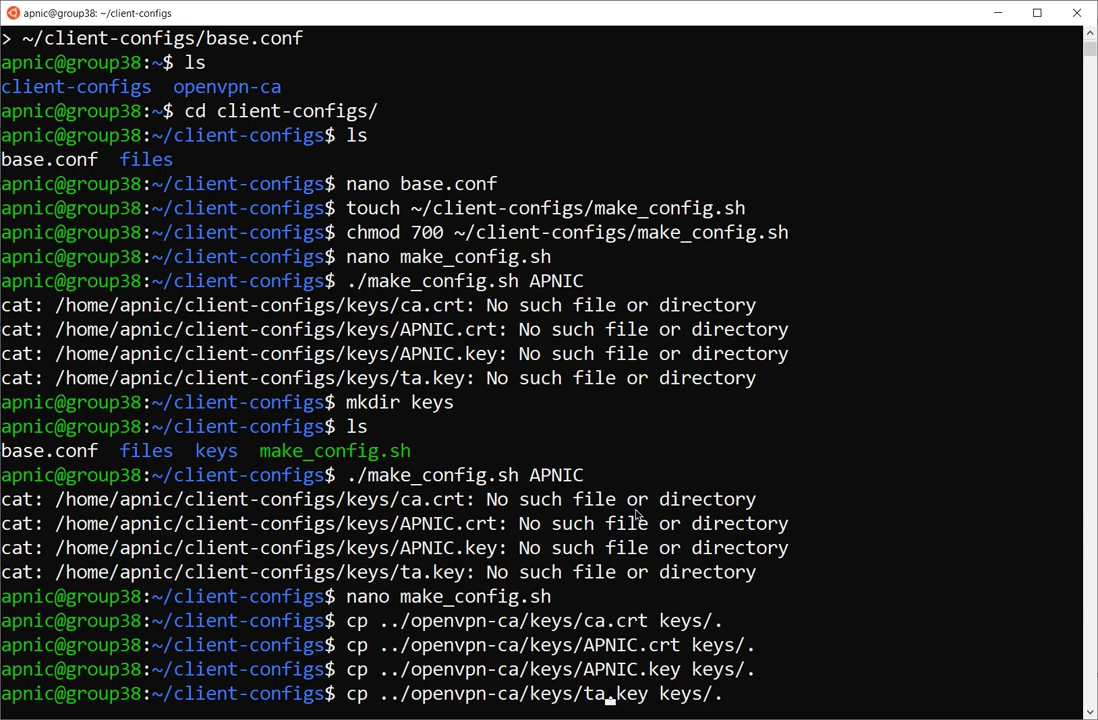 apnic@group38: ~/client-configs
> ~/client-configs/base.conf
apnic@group38:~$ ls
client-configs  openvpn-ca
apnic@group38:~$ cd client-configs/
apnic@group38:~/client-configs$ ls
base.conf  files
apnic@group38:~/client-configs$ nano base.conf
apnic@group38:~/client-configs$ touch ~/client-configs/make_config.sh
apnic@group38:~/client-configs$ chmod 700 ~/client-configs/make_config.sh
apnic@group38:~/client-configs$ nano make_config.sh
apnic@group38:~/client-configs$ ./make_config.sh APNIC
cat: /home/apnic/client-configs/keys/ca.crt: No such file or directory
cat: /home/apnic/client-configs/keys/APNIC.crt: No such file or directory
cat: /home/apnic/client-configs/keys/APNIC.key: No such file or directory
cat: /home/apnic/client-configs/keys/ta.key: No such file or directory
apnic@group38:~/client-configs$ mkdir keys
apnic@group38:~/client-configs$ ls
base.conf  files  keys  make_config.sh
apnic@group38:~/client-configs$ ./make_config.sh APNIC
cat: /home/apnic/client-configs/keys/ca.crt: No such file or directory
cat: /home/apnic/client-configs/keys/APNIC.crt: No such file or directory
cat: /home/apnic/client-configs/keys/APNIC.key: No such file or directory
cat: /home/apnic/client-configs/keys/ta.key: No such file or directory
apnic@group38:~/client-configs$ nano make_config.sh
apnic@group38:~/client-configs$ cp ../openvpn-ca/keys/ca.crt keys/.
apnic@group38:~/client-configs$ cp ../openvpn-ca/keys/APNIC.crt keys/.
apnic@group38:~/client-configs$ cp ../openvpn-ca/keys/APNIC.key keys/.
apnic@group38:~/client-configs$ cp ../openvpn-ca/keys/ta.key keys/.